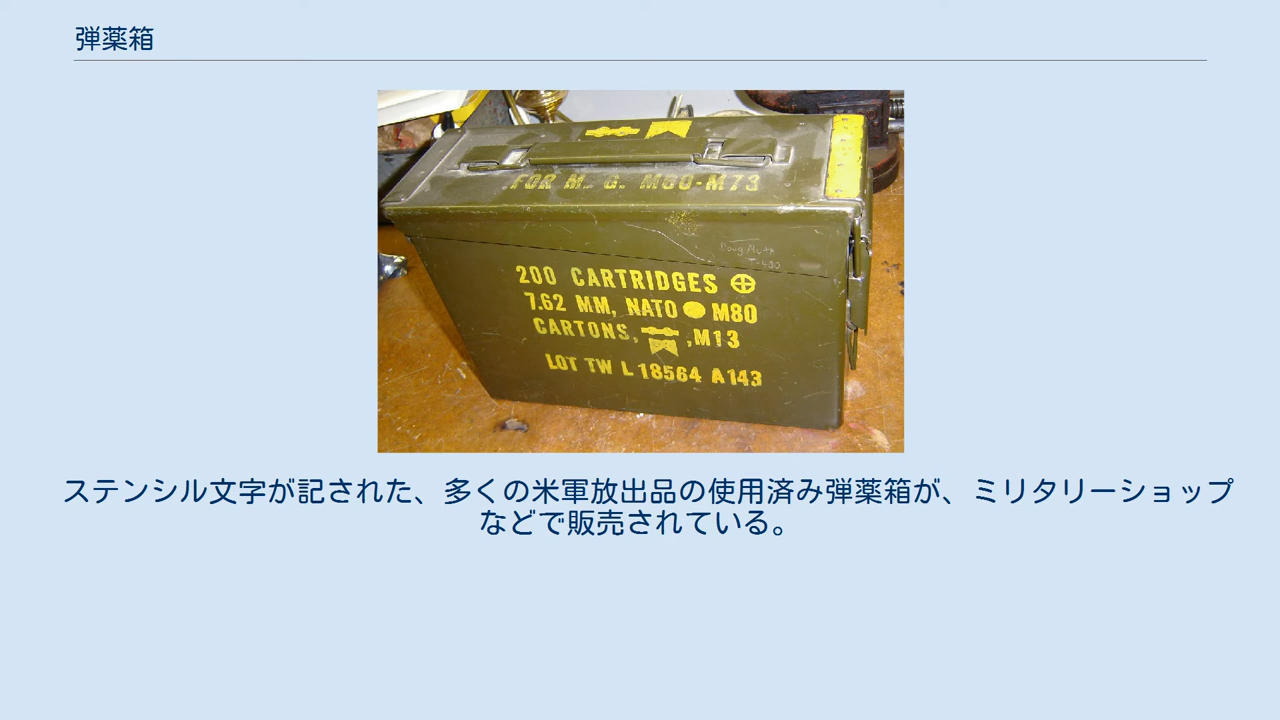 弾薬箱
FOR M. G. M60-M73
200 CARTRIDGES
7.62 MM, NATO M80
CARTONS, ,M13
LOT TW L 18564 A143
ステンシル文字が記された、多くの米軍放出品の使用済み弾薬箱が、ミリタリーショップ
などで販売されている。